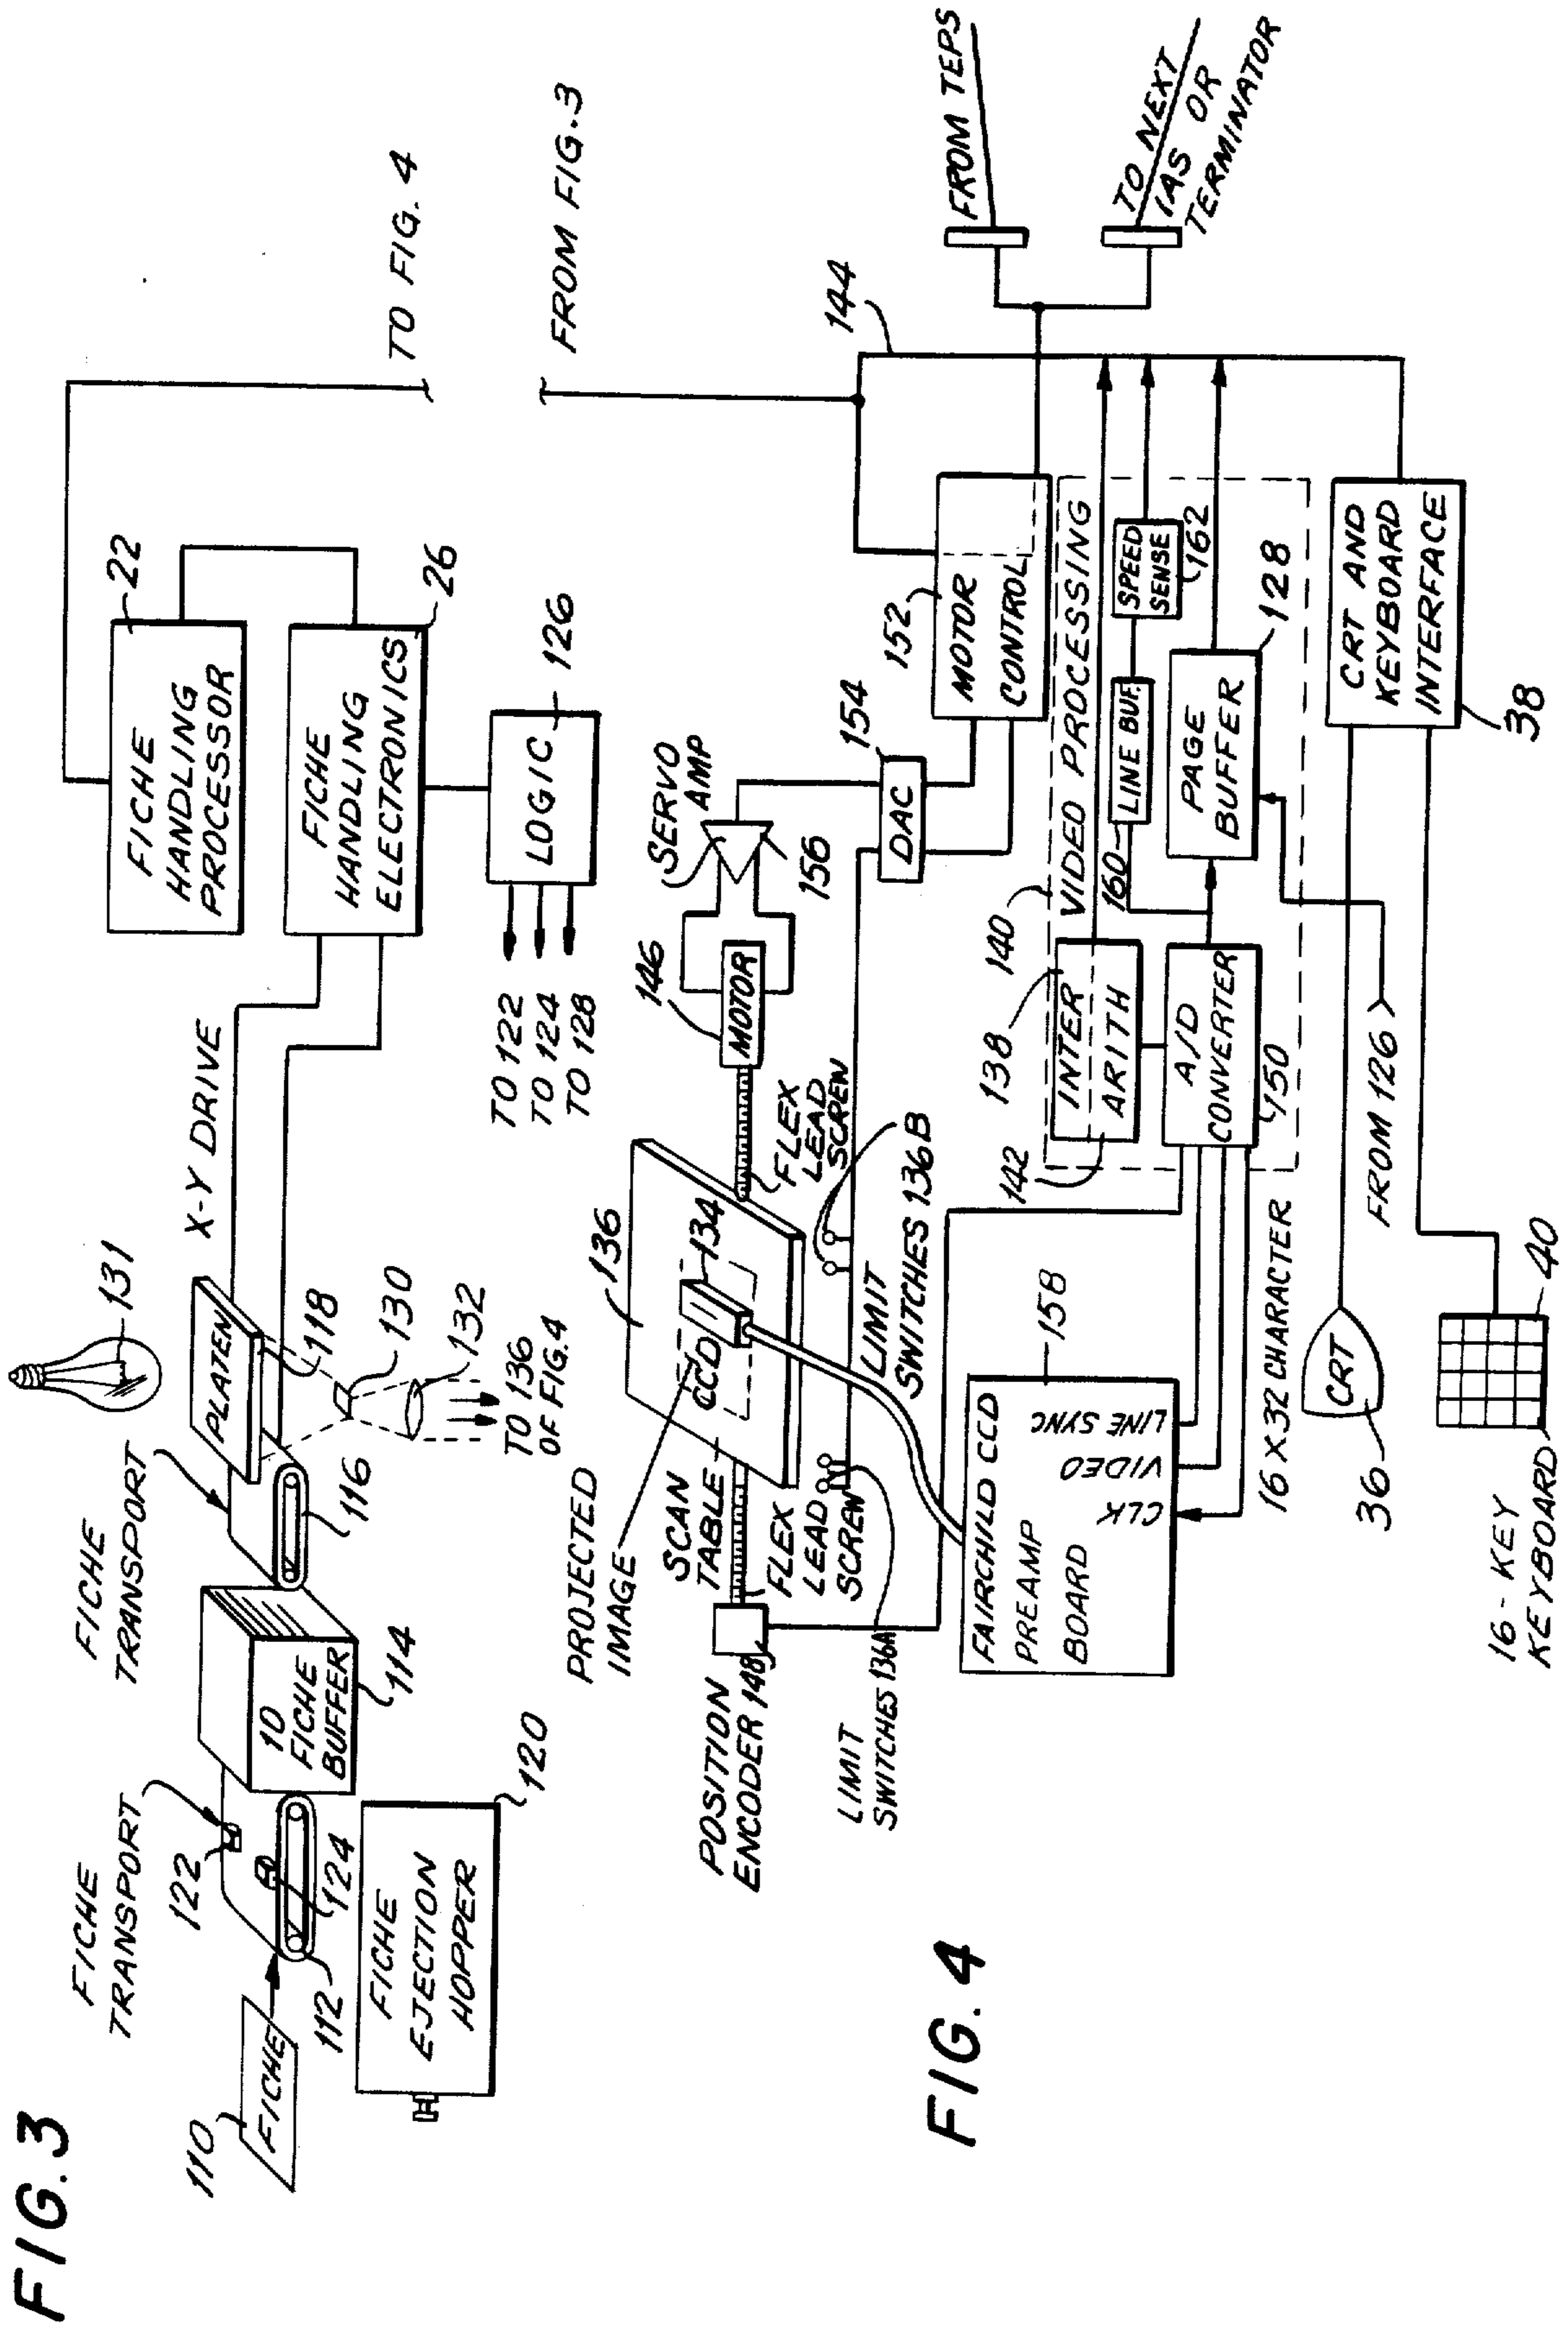 FIG. 3
110
FICHE
112
FICHE
TRANSPORT
122
124
FICHE
EJECTION
HOPPER
120
10
FICHE
BUFFER
114
FICHE
TRANSPORT
116
PLATEN
118
131
130
132
TO 136
OF FIG.4
X-Y DRIVE
FICHE
HANDLING
PROCESSOR
22
FICHE
HANDLING
ELECTRONICS
26
LOGIC
126
TO 122
TO 124
TO 128
TO FIG. 4
FROM FIG.3
FIG. 4
POSITION
ENCODER 148
PROJECTED
IMAGE
SCAN
TABLE
FLEX
LEAD
SCREW
LIMIT
SWITCHES 136A
136
CCD
134
FLEX
LEAD
SCREW
LIMIT
SWITCHES 136B
146
MOTOR
SERVO
AMP
156
DAC
154
152
MOTOR
CONTROL
144
FROM TEPS
TO NEXT
IAS OR
TERMINATOR
FAIRCHILD CCD
PREAMP
BOARD
158
LINE SYNC
VIDEO
CLK
140
VIDEO PROCESSING
138
INTER
ARITH
142
A/D
CONVERTER
150
160
LINE BUF.
SPEED
SENSE
162
PAGE
BUFFER
128
FROM 126
16 X 32 CHARACTER
CRT
36
16-KEY
KEYBOARD
40
CRT AND
KEYBOARD
INTERFACE
38